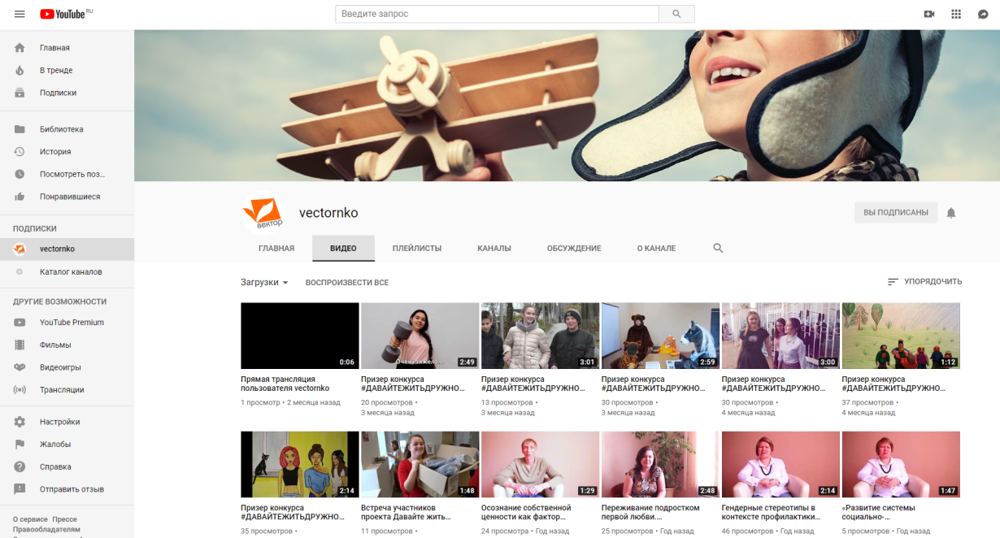 YouTube RU
Введите запрос
Главная
В тренде
Подписки
Библиотека
История
Посмотреть поз...
Понравившиеся
ПОДПИСКИ
vectornko
Каталог каналов
ДРУГИЕ ВОЗМОЖНОСТИ
YouTube Premium
Фильмы
Видеоигры
Трансляции
Настройки
Жалобы
Справка
Отправить отзыв
О сервисе Прессе
Правообладателям
вектор
vectornko
ВЫ ПОДПИСАНЫ
ГЛАВНАЯ ВИДЕО ПЛЕЙЛИСТЫ КАНАЛЫ ОБСУЖДЕНИЕ О КАНАЛЕ
Загрузки ВОСПРОИЗВЕСТИ ВСЕ УПОРЯДОЧИТЬ
0:06
Прямая трансляция
пользователя vectornko
1 просмотр • 2 месяца назад
2:49
Призер конкурса
#ДАВАЙТЕЖИТЬДРУЖНО...
20 просмотров •
3 месяца назад
3:01
Призер конкурса
#ДАВАЙТЕЖИТЬДРУЖНО...
13 просмотров •
3 месяца назад
2:59
Призер конкурса
#ДАВАЙТЕЖИТЬДРУЖНО...
30 просмотров •
3 месяца назад
3:00
Призер конкурса
#ДАВАЙТЕЖИТЬДРУЖНО...
30 просмотров •
4 месяца назад
1:12
Призер конкурса
#ДАВАЙТЕЖИТЬДРУЖНО...
37 просмотров •
4 месяца назад
2:14
Призер конкурса
#ДАВАЙТЕЖИТЬДРУЖНО...
35 просмотров •
1:48
Встреча участников
проекта Давайте жить...
11 просмотров •
1:29
Осознание собственной
ценности как фактор...
24 просмотра • Год назад
2:48
Переживание подростком
первой любви....
25 просмотров • Год назад
2:14
Гендерные стереотипы в
контексте профилактики...
46 просмотров • Год назад
1:47
«Развитие системы
социально-...
5 просмотров • Год назад